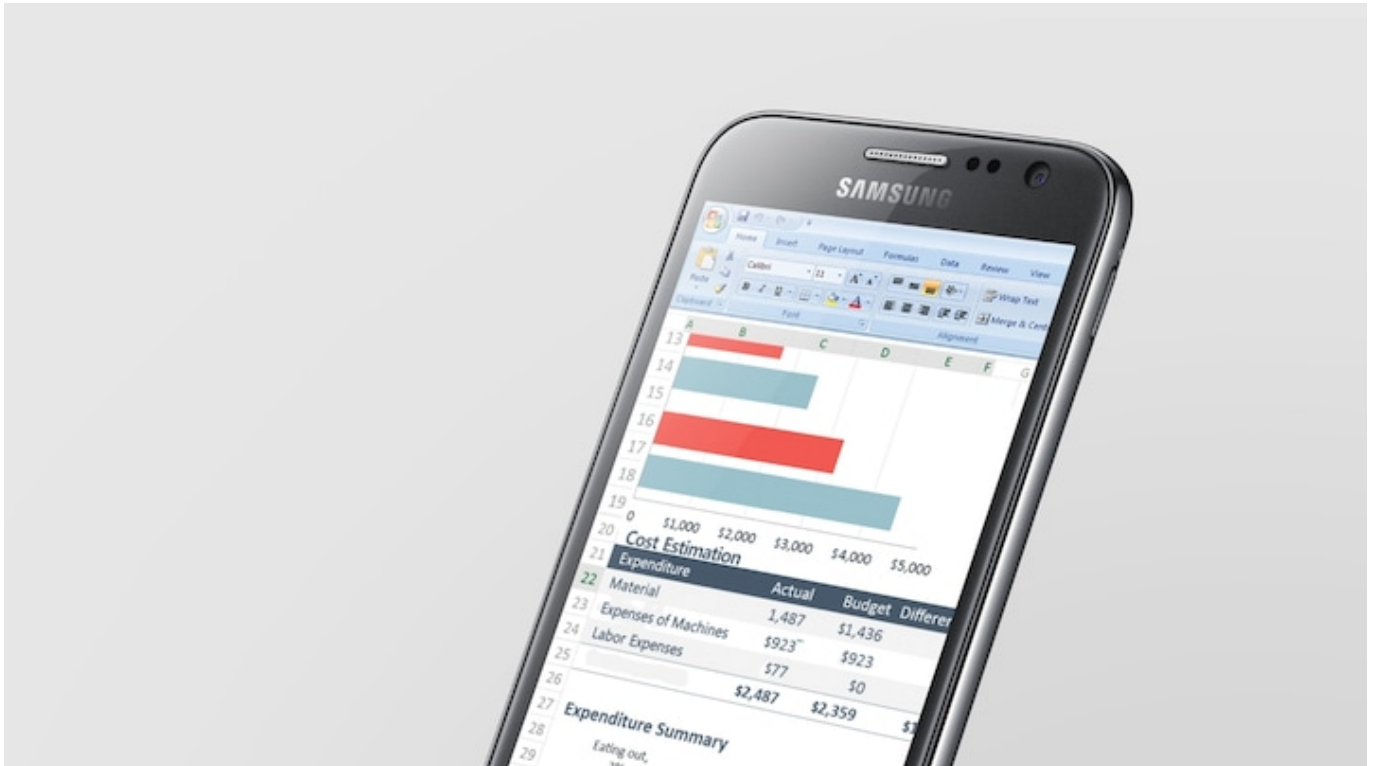 SAMSUNG
Home Insert Page Layout Formulas Data Review View
Paste Calibri 11 A A Wrap Text
B I U A Merge & Cent
Clipboard Font Alignment
A B C D E F G
13
14
15
16
17
18
19
0 $1,000 $2,000 $3,000 $4,000 $5,000
20 Cost Estimation
21 Expenditure Actual Budget Differen
22 Material 1,487 $1,436
23 Expenses of Machines $923 $923
24 Labor Expenses $77 $0
25 $2,487 $2,359 $1
26
27 Expenditure Summary
28 Eating out,
29